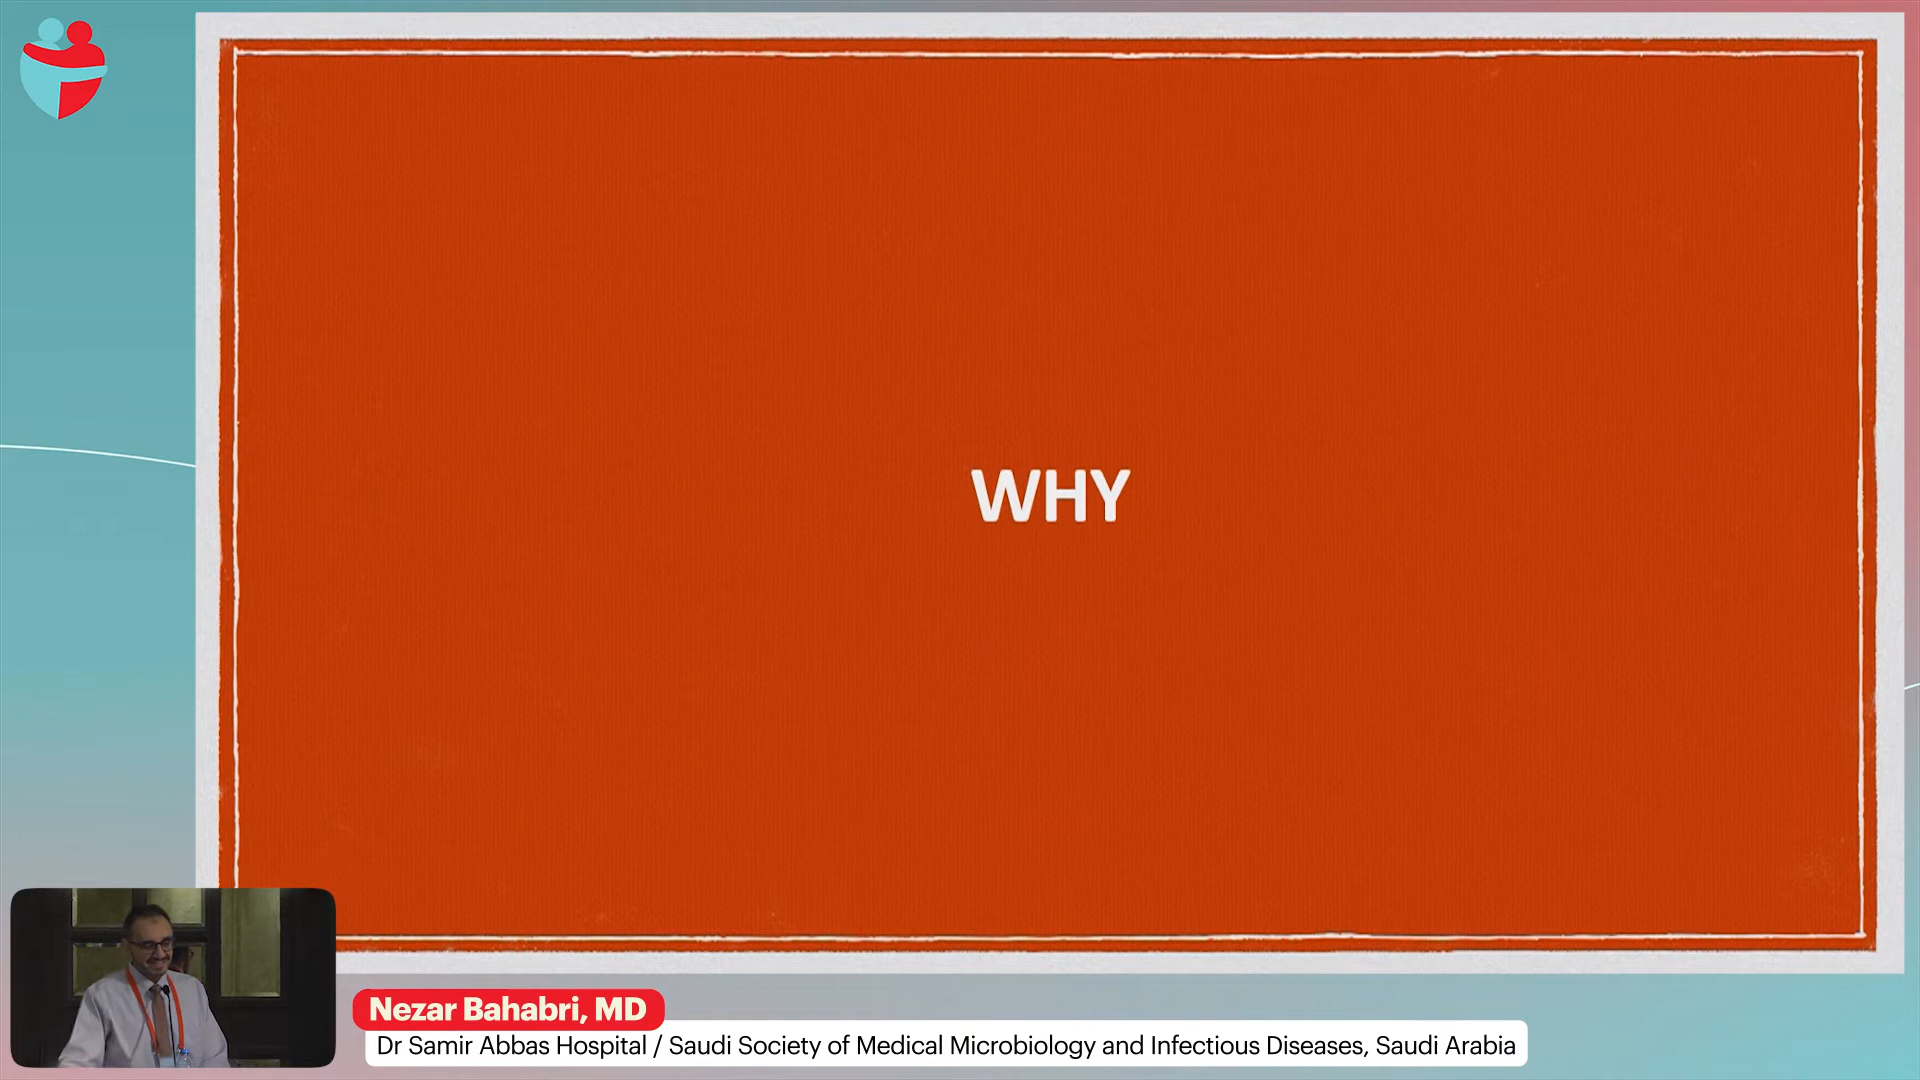 WHY
Nezar Bahabri, MD
Dr Samir Abbas Hospital / Saudi Society of Medical Microbiology and Infectious Diseases, Saudi Arabia